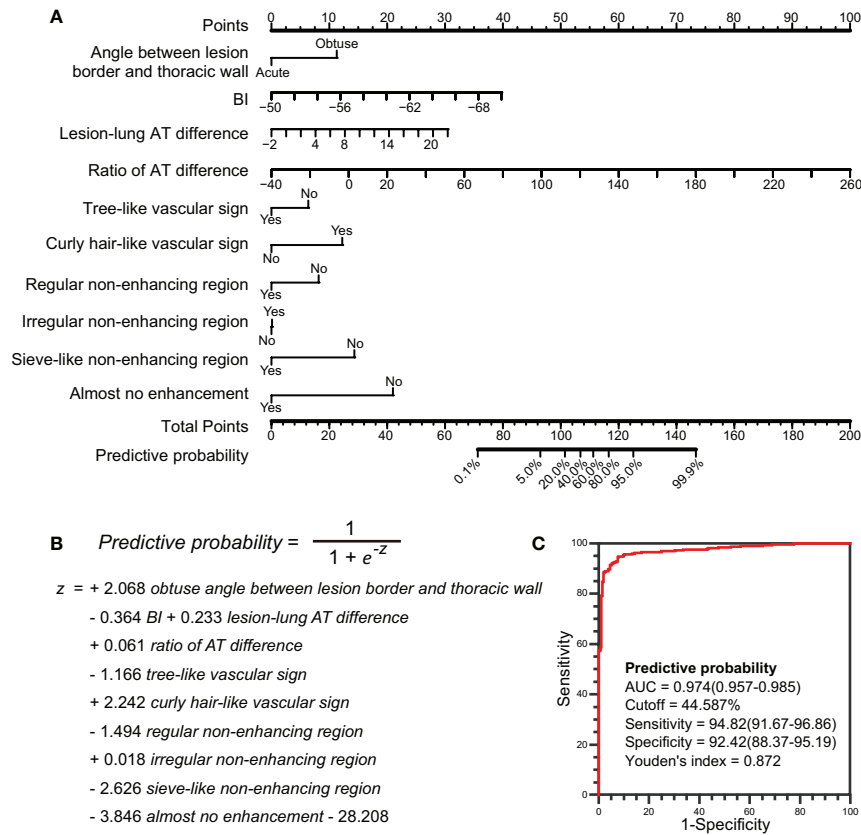 A
Points
0 10 20 30 40 50 60 70 80 90 100
Angle between lesion
border and thoracic wall
Obtuse
Acute
BI
−50 −56 −62 −68
Lesion-lung AT difference
−2 4 8 14 20
Ratio of AT difference
−40 0 20 60 100 140 180 220 260
Tree-like vascular sign
No
Yes
Curly hair-like vascular sign
Yes
No
Regular non-enhancing region
No
Yes
Irregular non-enhancing region
Yes
No
Sieve-like non-enhancing region
No
Yes
Almost no enhancement
No
Yes
Total Points
0 20 40 60 80 100 120 140 160 180 200
Predictive probability
0.1% 5.0% 20.0% 40.0% 60.0% 80.0% 95.0% 99.9%
B
Predictive probability = 1 / 1 + e^-z
z = + 2.068 obtuse angle between lesion border and thoracic wall
- 0.364 BI + 0.233 lesion-lung AT difference
+ 0.061 ratio of AT difference
- 1.166 tree-like vascular sign
+ 2.242 curly hair-like vascular sign
- 1.494 regular non-enhancing region
+ 0.018 irregular non-enhancing region
- 2.626 sieve-like non-enhancing region
- 3.846 almost no enhancement - 28.208
C
Sensitivity
100
80
60
40
20
0
Predictive probability
AUC = 0.974(0.957-0.985)
Cutoff = 44.587%
Sensitivity = 94.82(91.67-96.86)
Specificity = 92.42(88.37-95.19)
Youden's index = 0.872
0 20 40 60 80 100
1-Specificity